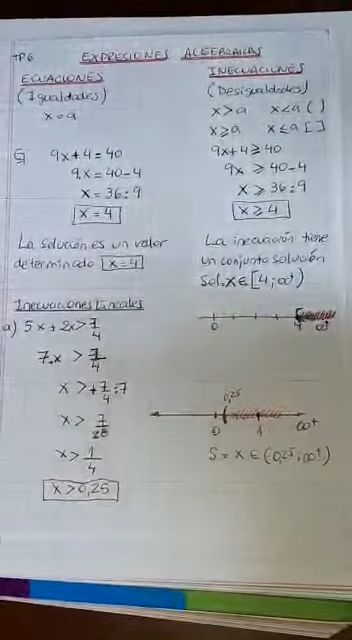 TP6 EXPRESIONES ALGEBRAICAS
ECUACIONES
(Igualdades)
x = a
Ej 9x+4 = 40
9x = 40-4
x = 36:9
x = 4
La solución es un valor
determinado x=4
INECUACIONES
(Desigualdades)
x>a x<a ( )
x≥a x≤a [ ]
9x+4 ≥ 40
9x ≥ 40-4
x ≥ 36:9
x ≥ 4
La inecuación tiene
un conjunto solución
Sol. x ∈ [4; ∞+)
0 4 ∞+
Inecuaciones Lineales
a) 5x + 2x > 7/4
7.x > 7/4
x > +7/4 : 7
x > 7/28
x > 1/4
x > 0,25
0,25
0 1 ∞+
S = x ∈ (0,25 ; ∞+)